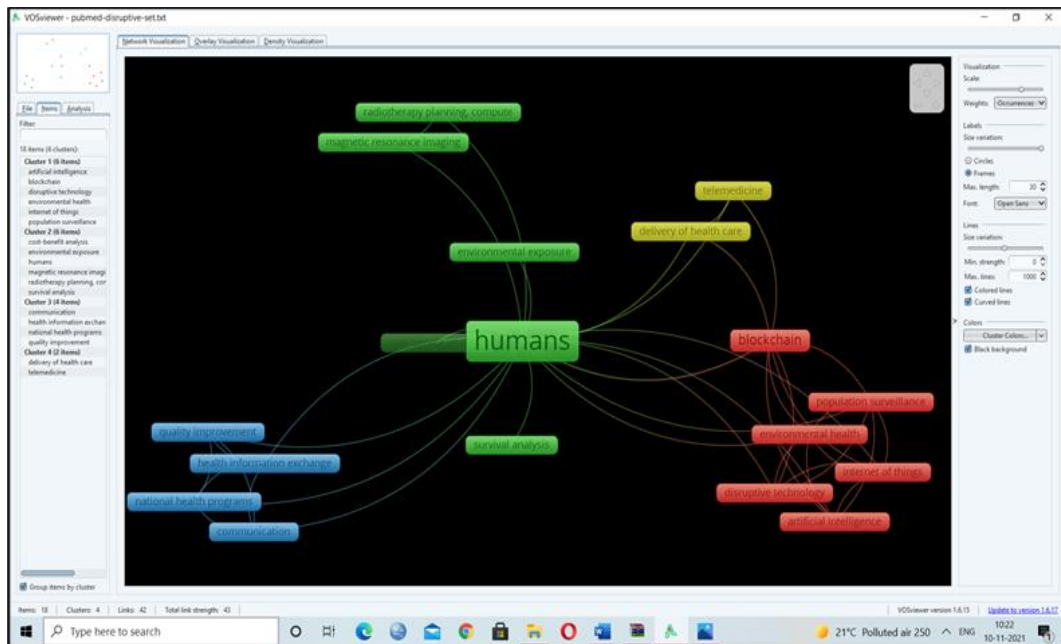 VOSviewer - pubmed-disruptive-set.txt
Network Visualization Overlay Visualization Density Visualization
File Items Analysis
Filter:
18 items (4 clusters):
Cluster 1 (6 items)
artificial intelligence
blockchain
disruptive technology
environmental health
internet of things
population surveillance
Cluster 2 (6 items)
cost-benefit analysis
environmental exposure
humans
magnetic resonance imagi
radiotherapy planning, cor
survival analysis
Cluster 3 (4 items)
communication
health information exchan
national health programs
quality improvement
Cluster 4 (2 items)
delivery of health care
telemedicine
Group items by cluster
radiotherapy planning, compute
magnetic resonance imaging
telemedicine
delivery of health care
environmental exposure
humans
blockchain
population surveillance
quality improvement
environmental health
survival analysis
health information exchange
internet of things
disruptive technology
national health programs
artificial intelligence
communication
Visualization
Scale:
Weights: Occurrences
Labels
Size variation:
Circles
Frames
Max. length: 30
Font: Open Sans
Lines
Size variation:
Min. strength: 0
Max. lines: 1000
Colored lines
Curved lines
Colors
Cluster Colors...
Black background
Items: 18 Clusters: 4 Links: 42 Total link strength: 43
VOSviewer version 1.6.15 Update to version 1.6.17
Type here to search
21°C Polluted air 250 ENG
10:22
10-11-2021